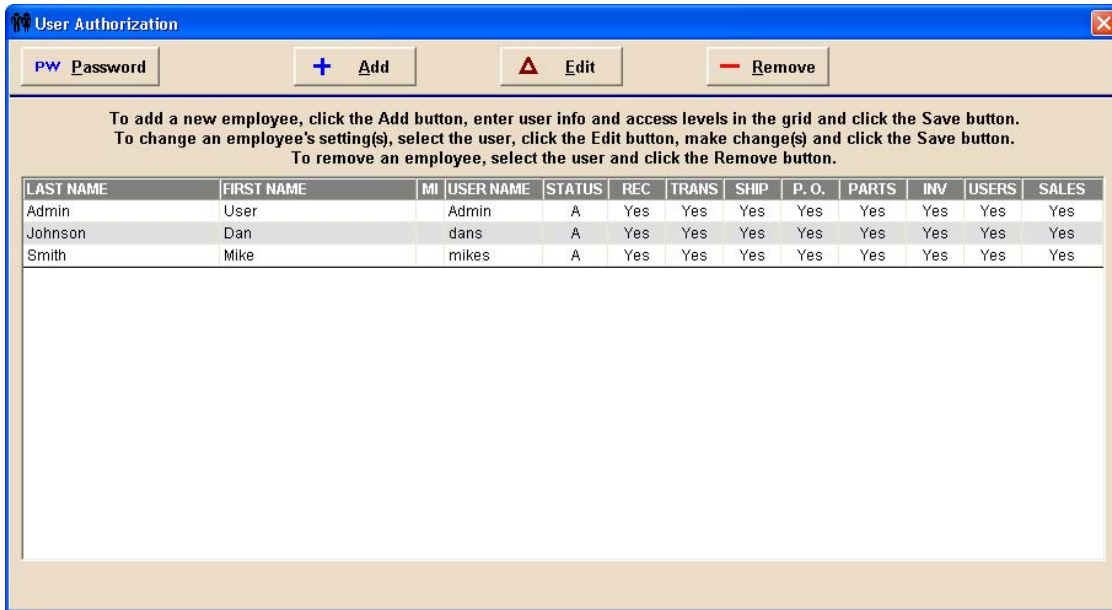 User Authorization
PW Password + Add Δ Edit — Remove
To add a new employee, click the Add button, enter user info and access levels in the grid and click the Save button.
To change an employee's setting(s), select the user, click the Edit button, make change(s) and click the Save button.
To remove an employee, select the user and click the Remove button.
LAST NAME FIRST NAME MI USER NAME STATUS REC TRANS SHIP P. O. PARTS INV USERS SALES
Admin User Admin A Yes Yes Yes Yes Yes Yes Yes Yes
Johnson Dan dans A Yes Yes Yes Yes Yes Yes Yes Yes
Smith Mike mikes A Yes Yes Yes Yes Yes Yes Yes Yes